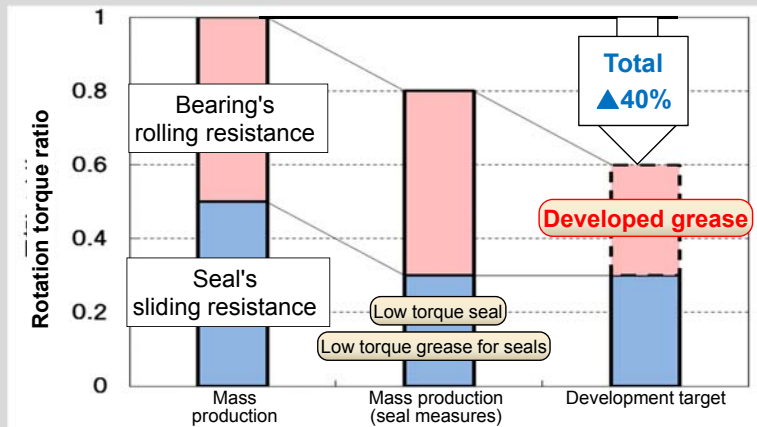 Rotation torque ratio
1
0.8
0.6
0.4
0.2
0
Bearing's
rolling resistance
Seal's
sliding resistance
Total
▲40%
Developed grease
Low torque seal
Low torque grease for seals
Mass
production
Mass production
(seal measures)
Development target